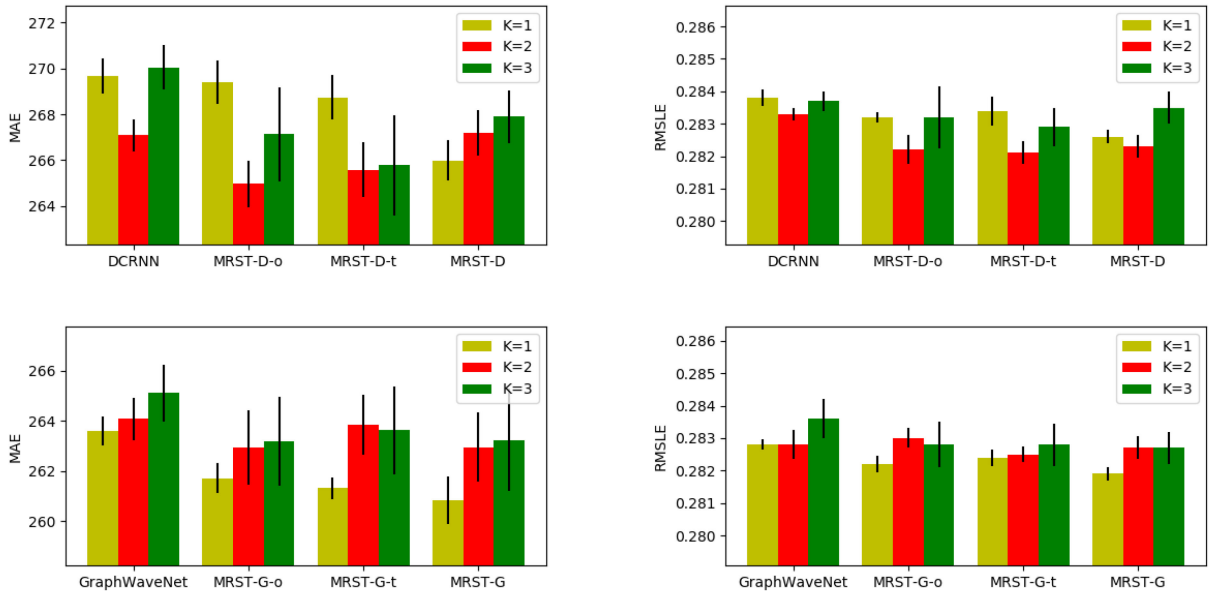 272
270
268
266
264
MAE
K=1
K=2
K=3
DCRNN
MRST-D-o
MRST-D-t
MRST-D
0.286
0.285
0.284
0.283
0.282
0.281
0.280
RMSLE
K=1
K=2
K=3
DCRNN
MRST-D-o
MRST-D-t
MRST-D
266
264
262
260
MAE
K=1
K=2
K=3
GraphWaveNet
MRST-G-o
MRST-G-t
MRST-G
0.286
0.285
0.284
0.283
0.282
0.281
0.280
RMSLE
K=1
K=2
K=3
GraphWaveNet
MRST-G-o
MRST-G-t
MRST-G